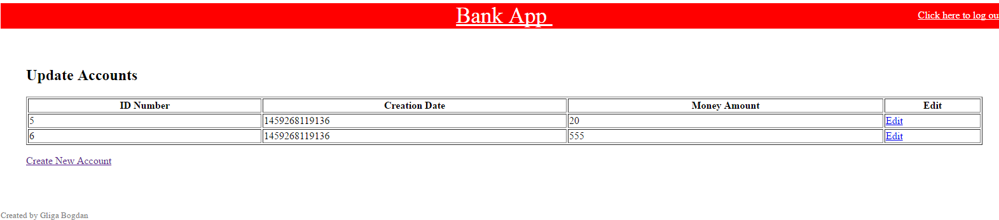 Bank App
Click here to log ou
Update Accounts
ID Number Creation Date Money Amount Edit
5 1459268119136 20 Edit
6 1459268119136 555 Edit
Create New Account
Created by Gliga Bogdan